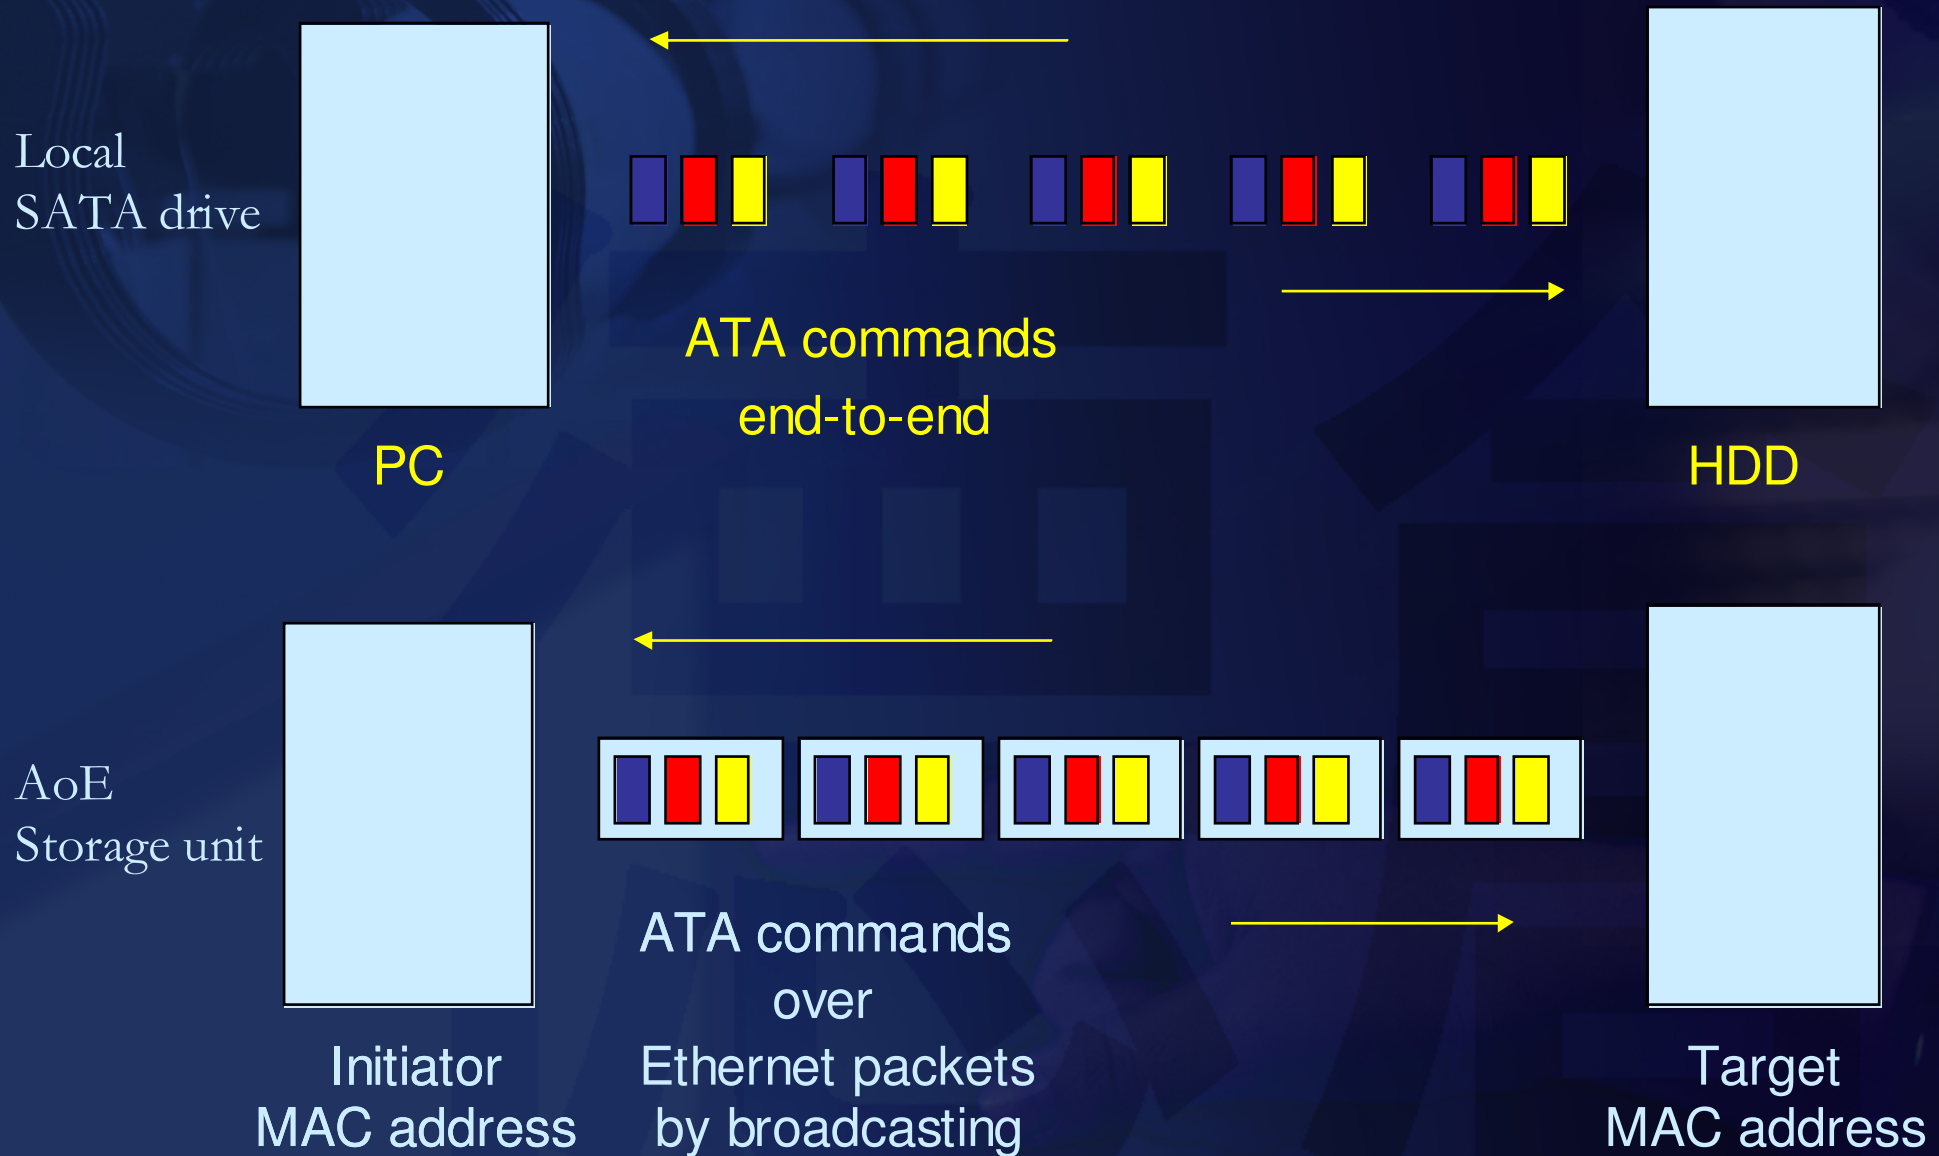 Local
SATA drive
ATA commands
end-to-end
PC
HDD
AoE
Storage unit
ATA commands
over
Ethernet packets
by broadcasting
Initiator
MAC address
Target
MAC address